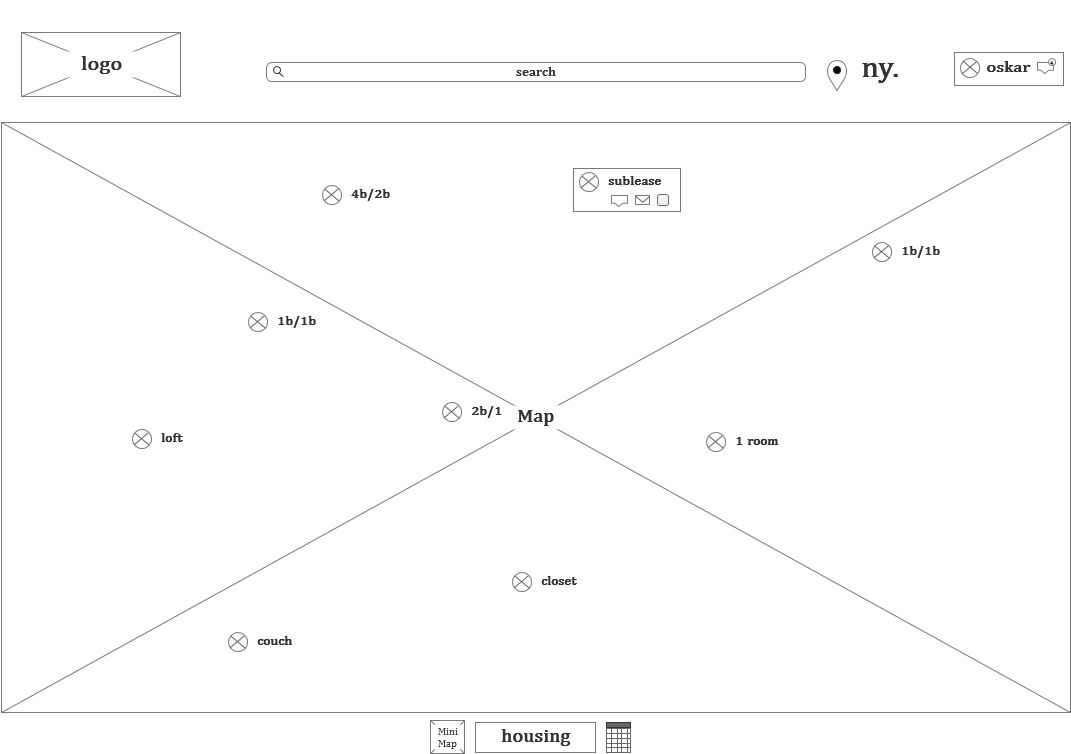 logo
search
ny.
oskar
4
sublease
4b/2b
1b/1b
1b/1b
2b/1
Map
loft
1 room
closet
couch
Mini
Map
housing